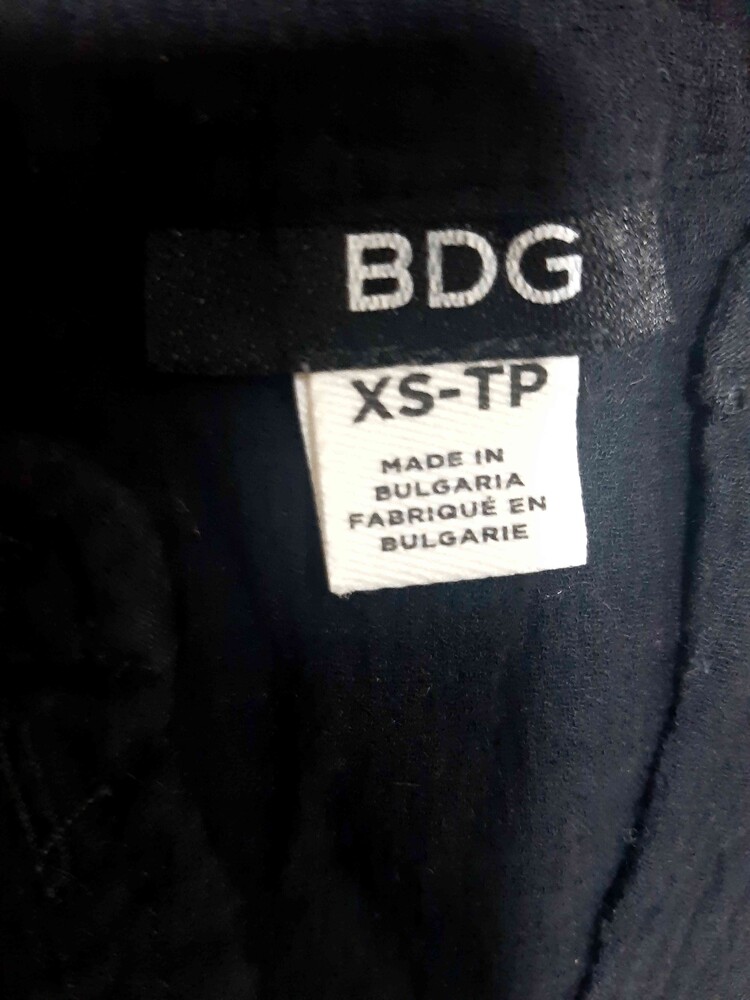 BDG
XS-TP
MADE IN
BULGARIA
FABRIQUÉ EN
BULGARIE